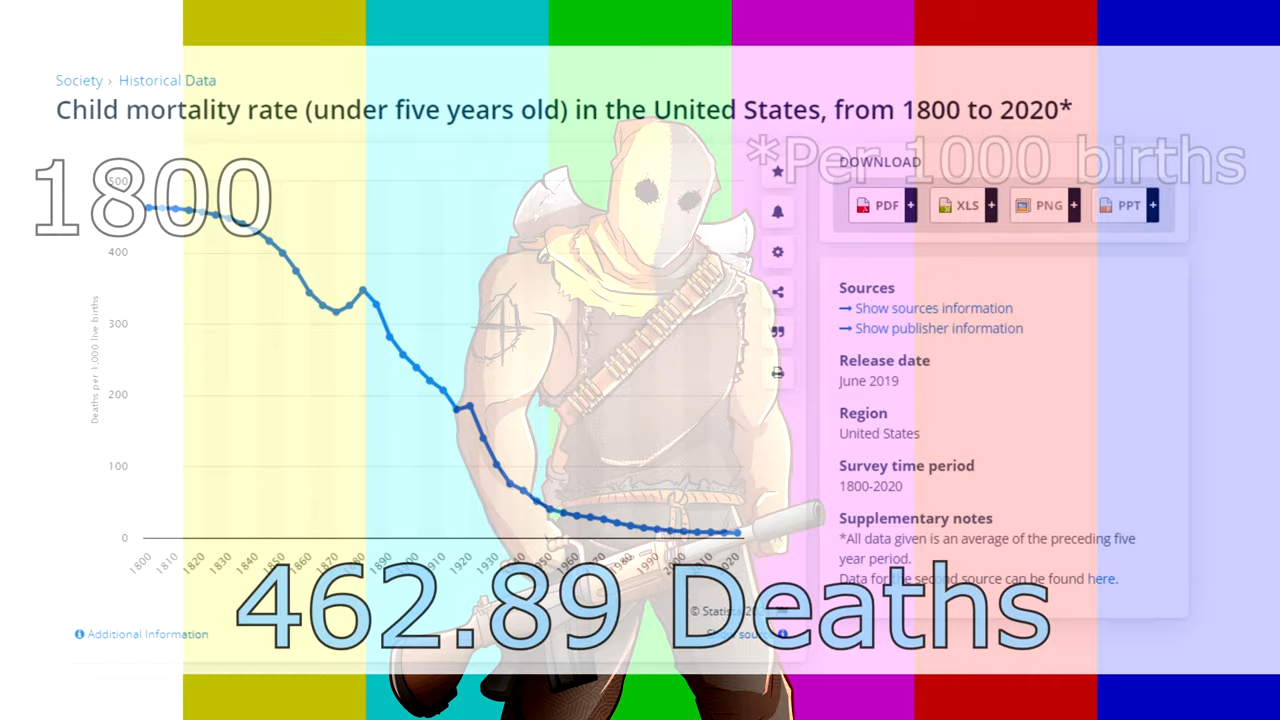 Society › Historical Data
Child mortality rate (under five years old) in the United States, from 1800 to 2020*
1800
*Per 1000 births
DOWNLOAD
PDF +
XLS +
PNG +
PPT +
Deaths per 1,000 live births
500
400
300
200
100
0
1800 1810 1820 1830 1840 1850 1860 1870 1880 1890 1900 1910 1920 1930 1940 1950 1960 1970 1980 1990 2000 2010 2020
Sources
Show sources information
Show publisher information
Release date
June 2019
Region
United States
Survey time period
1800-2020
Supplementary notes
*All data given is an average of the preceding five
year period.
Data for the second source can be found here.
462.89 Deaths
© Statista
Additional Information
Show source